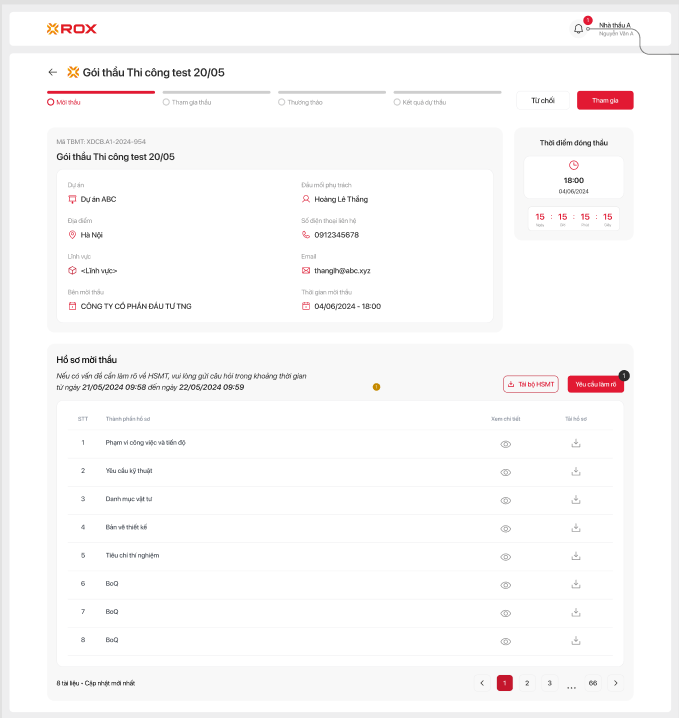 ROX
1
Nhà thầu A
Nguyễn Văn A
Gói thầu Thi công test 20/05
Mời thầu
Tham gia thầu
Thương thảo
Kết quả dự thầu
Từ chối
Tham gia
Mã TBMT: XDCB.A1-2024-954
Gói thầu Thi công test 20/05
Dự án
Dự án ABC
Đầu mối phụ trách
Hoàng Lê Thắng
Địa điểm
Hà Nội
Số điện thoại liên hệ
0912345678
Lĩnh vực
<Lĩnh vực>
Email
thanglh@abc.xyz
Bên mời thầu
CÔNG TY CỔ PHẦN ĐẦU TƯ TNG
Thời gian mời thầu
04/06/2024 - 18:00
Thời điểm đóng thầu
18:00
04/06/2024
15 : 15 : 15 : 15
Ngày Giờ Phút Giây
Hồ sơ mời thầu
Nếu có vấn đề cần làm rõ về HSMT, vui lòng gửi câu hỏi trong khoảng thời gian
từ ngày 21/05/2024 09:58 đến ngày 22/05/2024 09:59
Tải bộ HSMT
Yêu cầu làm rõ
1
STT Thành phần hồ sơ Xem chi tiết Tải hồ sơ
1 Phạm vi công việc và tiến độ
2 Yêu cầu kỹ thuật
3 Danh mục vật tư
4 Bản vẽ thiết kế
5 Tiêu chí thí nghiệm
6 BoQ
7 BoQ
8 BoQ
8 tài liệu - Cập nhật mới nhất
1 2 3 ... 66